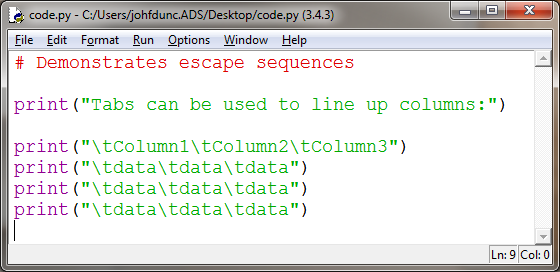 code.py - C:/Users/johfdunc.ADS/Desktop/code.py (3.4.3)
File Edit Format Run Options Window Help
# Demonstrates escape sequences
print("Tabs can be used to line up columns:")
print("\tColumn1\tColumn2\tColumn3")
print("\tdata\tdata\tdata")
print("\tdata\tdata\tdata")
print("\tdata\tdata\tdata")
Ln: 9 Col: 0